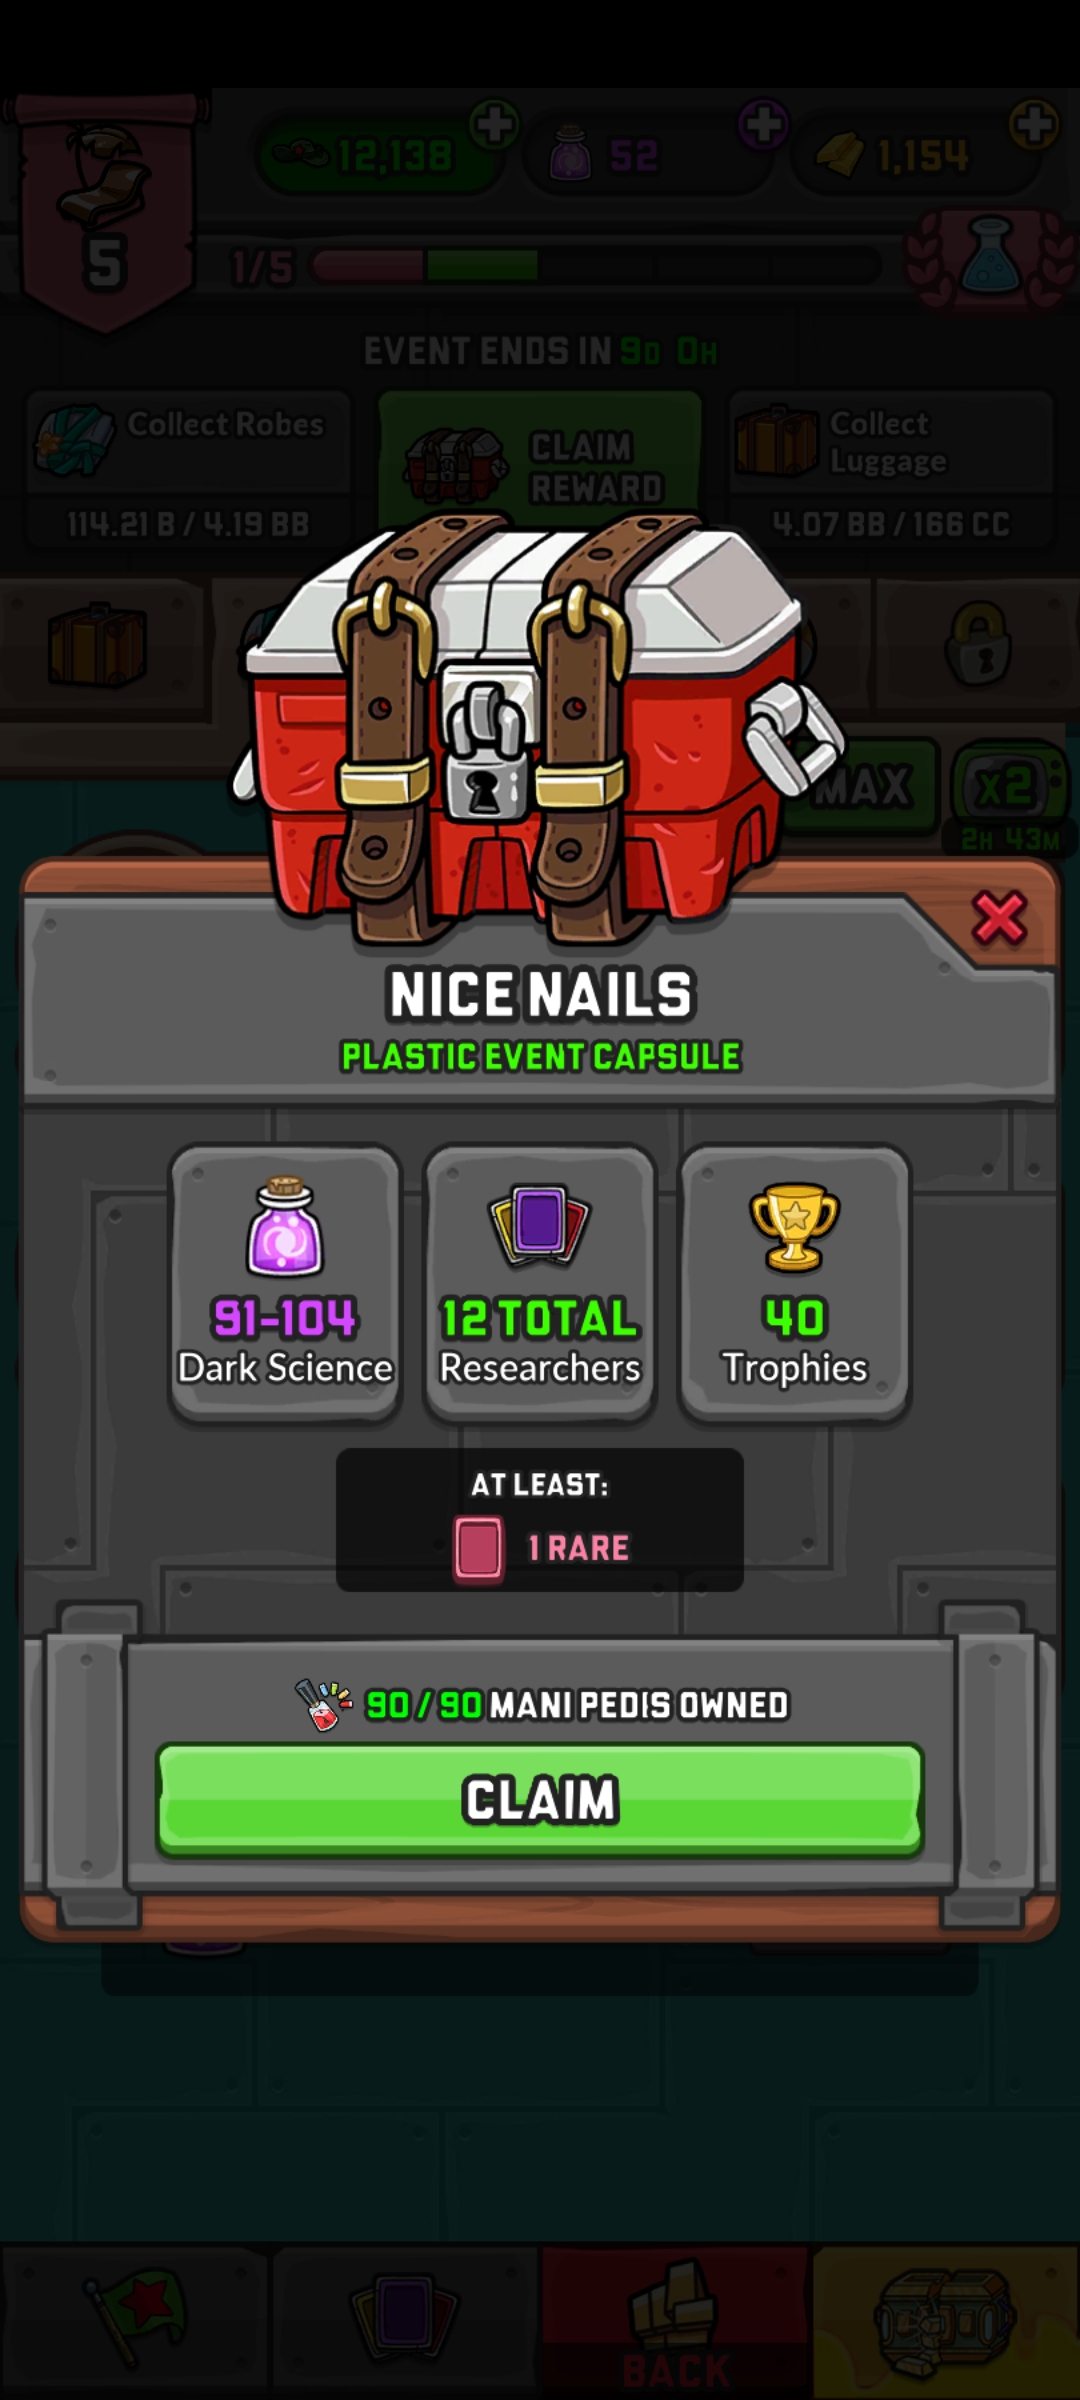 12,138
52
1,154
5
1/5
EVENT ENDS IN 9D 0H
Collect Robes
114.21 B / 4.19 BB
CLAIM
REWARD
Collect
Luggage
4.07 BB / 166 CC
MAX
x2
2H 43M
NICE NAILS
PLASTIC EVENT CAPSULE
91-104
Dark Science
12 TOTAL
Researchers
40
Trophies
AT LEAST:
1 RARE
90 / 90 MANI PEDIS OWNED
CLAIM
BACK